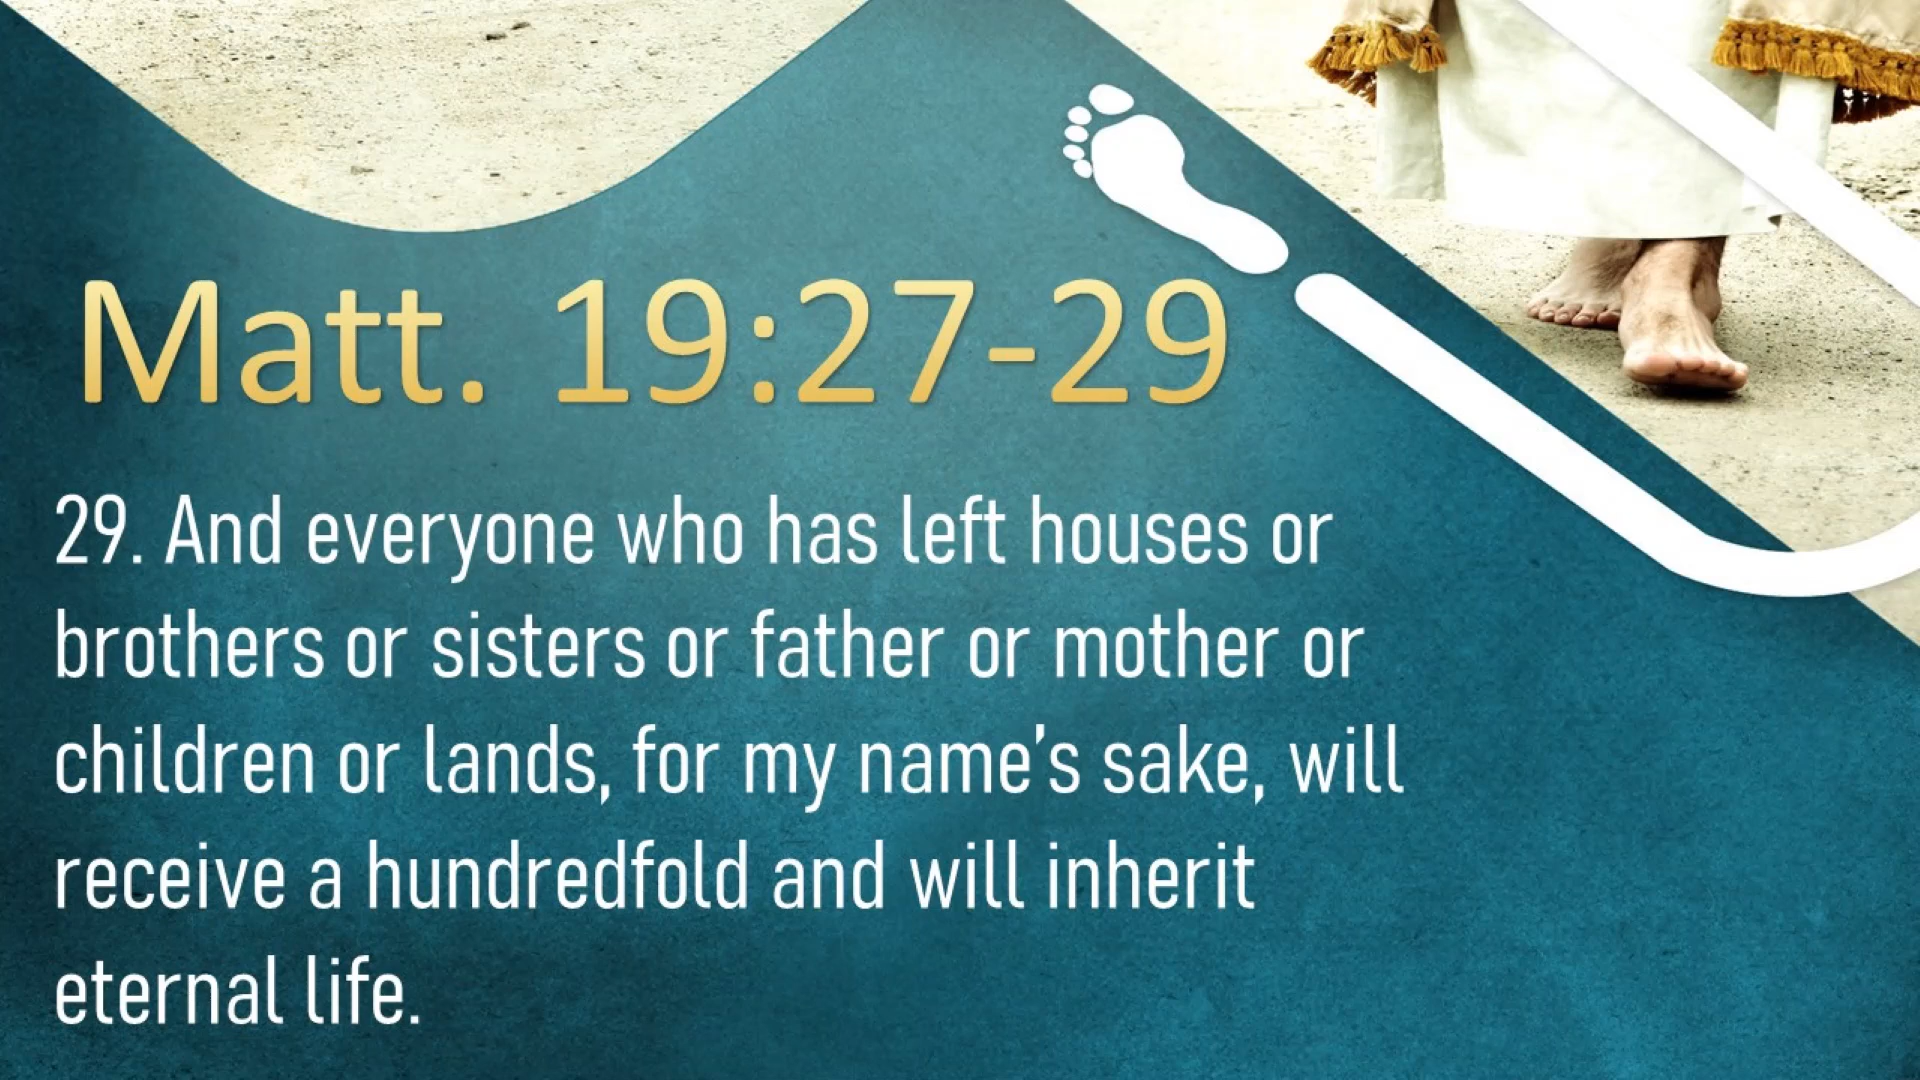 Matt. 19:27-29
29. And everyone who has left houses or
brothers or sisters or father or mother or
children or lands, for my name’s sake, will
receive a hundredfold and will inherit
eternal life.